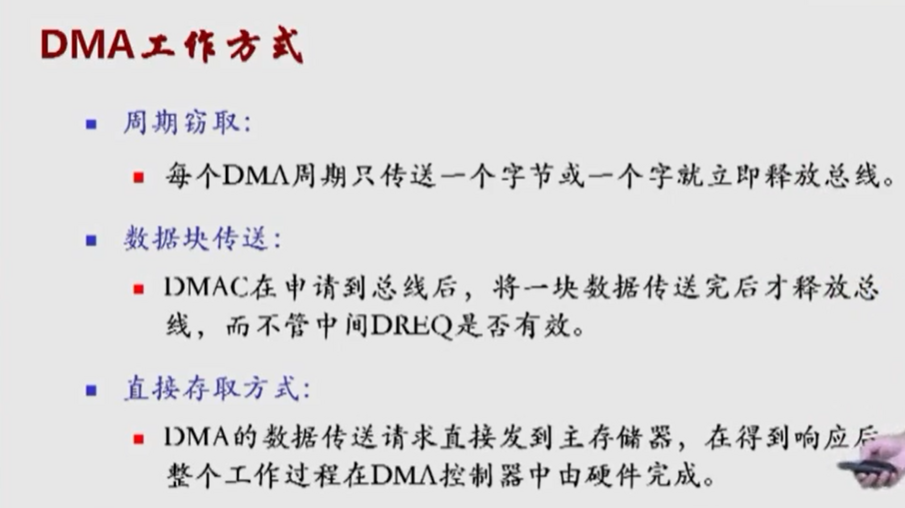 DMA工作方式
周期窃取:
每个DMA周期只传送一个字节或一个字就立即释放总线。
数据块传送:
DMAC在申请到总线后，将一块数据传送完后才释放总
线，而不管中间DREQ是否有效。
直接存取方式:
DMA的数据传送请求直接发到主存储器，在得到响应后
整个工作过程在DMA控制器中由硬件完成。